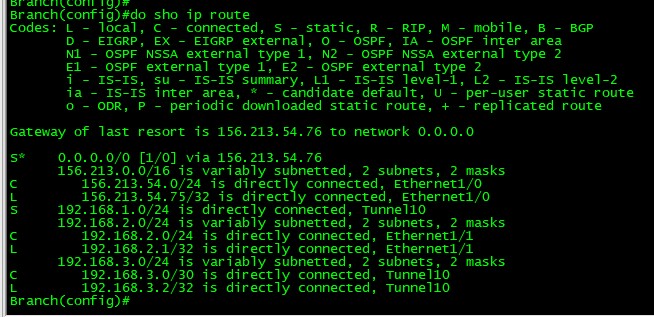 Branch(config)#
Branch(config)#do sho ip route
Codes: L - local, C - connected, S - static, R - RIP, M - mobile, B - BGP
D - EIGRP, EX - EIGRP external, O - OSPF, IA - OSPF inter area
N1 - OSPF NSSA external type 1, N2 - OSPF NSSA external type 2
E1 - OSPF external type 1, E2 - OSPF external type 2
i - IS-IS, su - IS-IS summary, L1 - IS-IS level-1, L2 - IS-IS level-2
ia - IS-IS inter area, * - candidate default, U - per-user static route
o - ODR, P - periodic downloaded static route, + - replicated route
Gateway of last resort is 156.213.54.76 to network 0.0.0.0
S* 0.0.0.0/0 [1/0] via 156.213.54.76
156.213.0.0/16 is variably subnetted, 2 subnets, 2 masks
C 156.213.54.0/24 is directly connected, Ethernet1/0
L 156.213.54.75/32 is directly connected, Ethernet1/0
S 192.168.1.0/24 is directly connected, Tunnel10
192.168.2.0/24 is variably subnetted, 2 subnets, 2 masks
C 192.168.2.0/24 is directly connected, Ethernet1/1
L 192.168.2.1/32 is directly connected, Ethernet1/1
192.168.3.0/24 is variably subnetted, 2 subnets, 2 masks
C 192.168.3.0/30 is directly connected, Tunnel10
L 192.168.3.2/32 is directly connected, Tunnel10
Branch(config)#